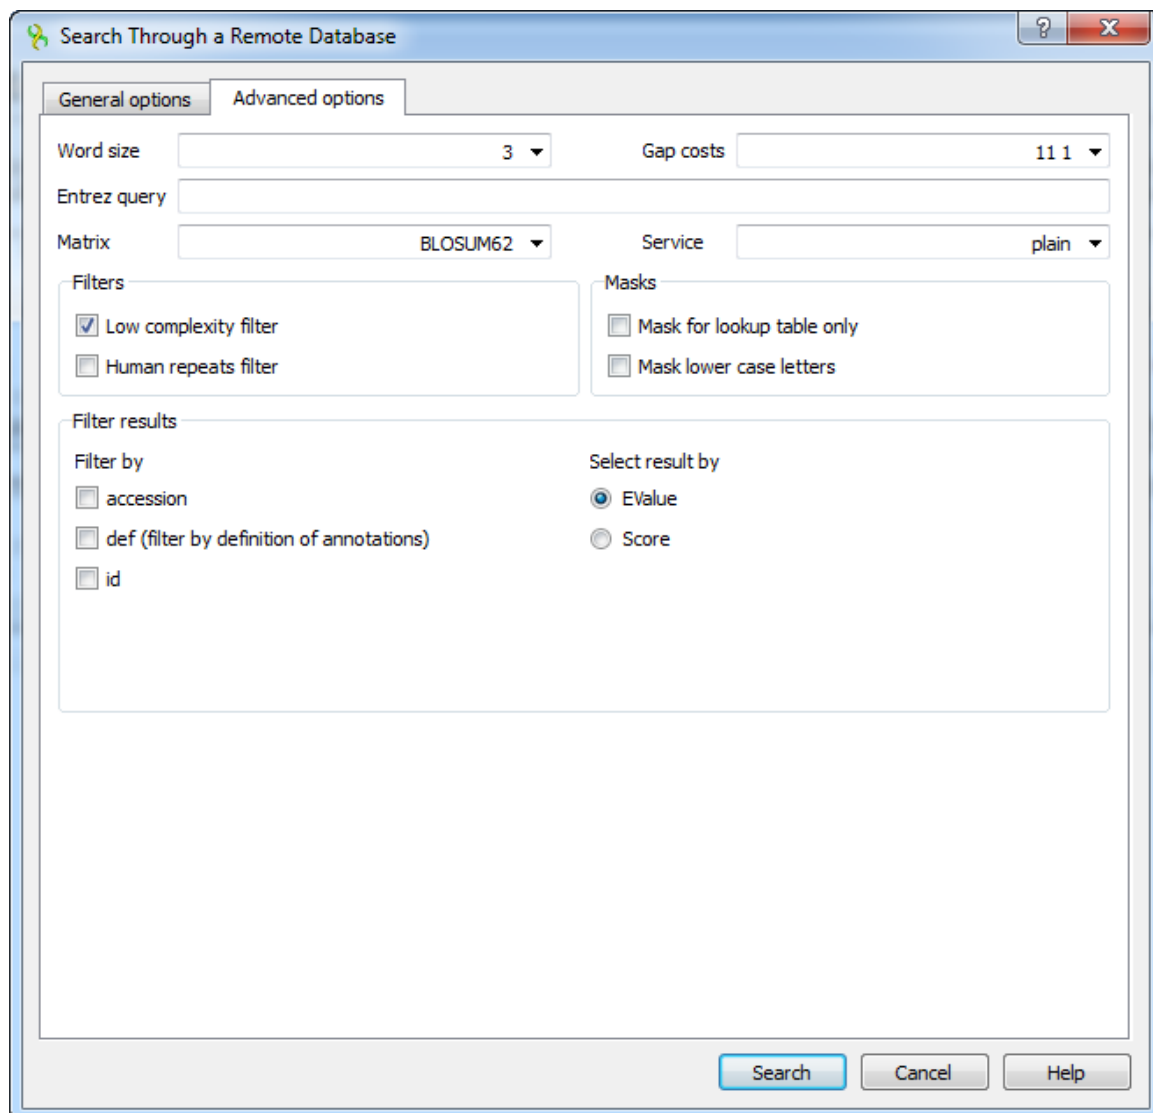 Search Through a Remote Database
General options Advanced options
Word size 3 Gap costs 11 1
Entrez query
Matrix BLOSUM62 Service plain
Filters Masks
Low complexity filter Mask for lookup table only
Human repeats filter Mask lower case letters
Filter results
Filter by Select result by
accession EValue
def (filter by definition of annotations) Score
id
Search Cancel Help